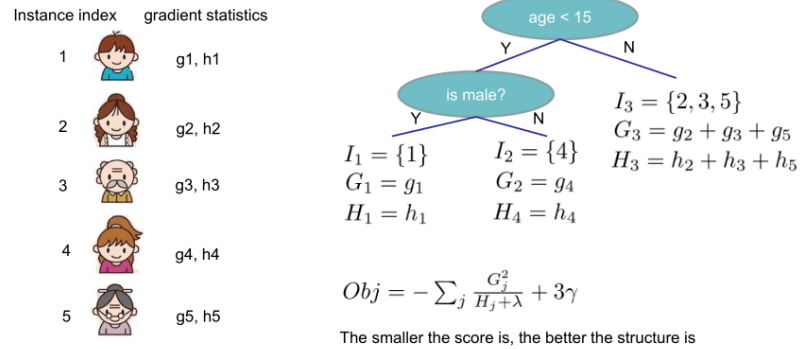 Instance index gradient statistics
1 g1, h1
2 g2, h2
3 g3, h3
4 g4, h4
5 g5, h5
age < 15
Y N
is male?
Y N
I₁ = {1}
G₁ = g₁
H₁ = h₁
I₂ = {4}
G₂ = g₄
H₄ = h₄
I₃ = {2, 3, 5}
G₃ = g₂ + g₃ + g₅
H₃ = h₂ + h₃ + h₅
Obj = − ∑ⱼ Gⱼ² / (Hⱼ+λ) + 3γ
The smaller the score is, the better the structure is